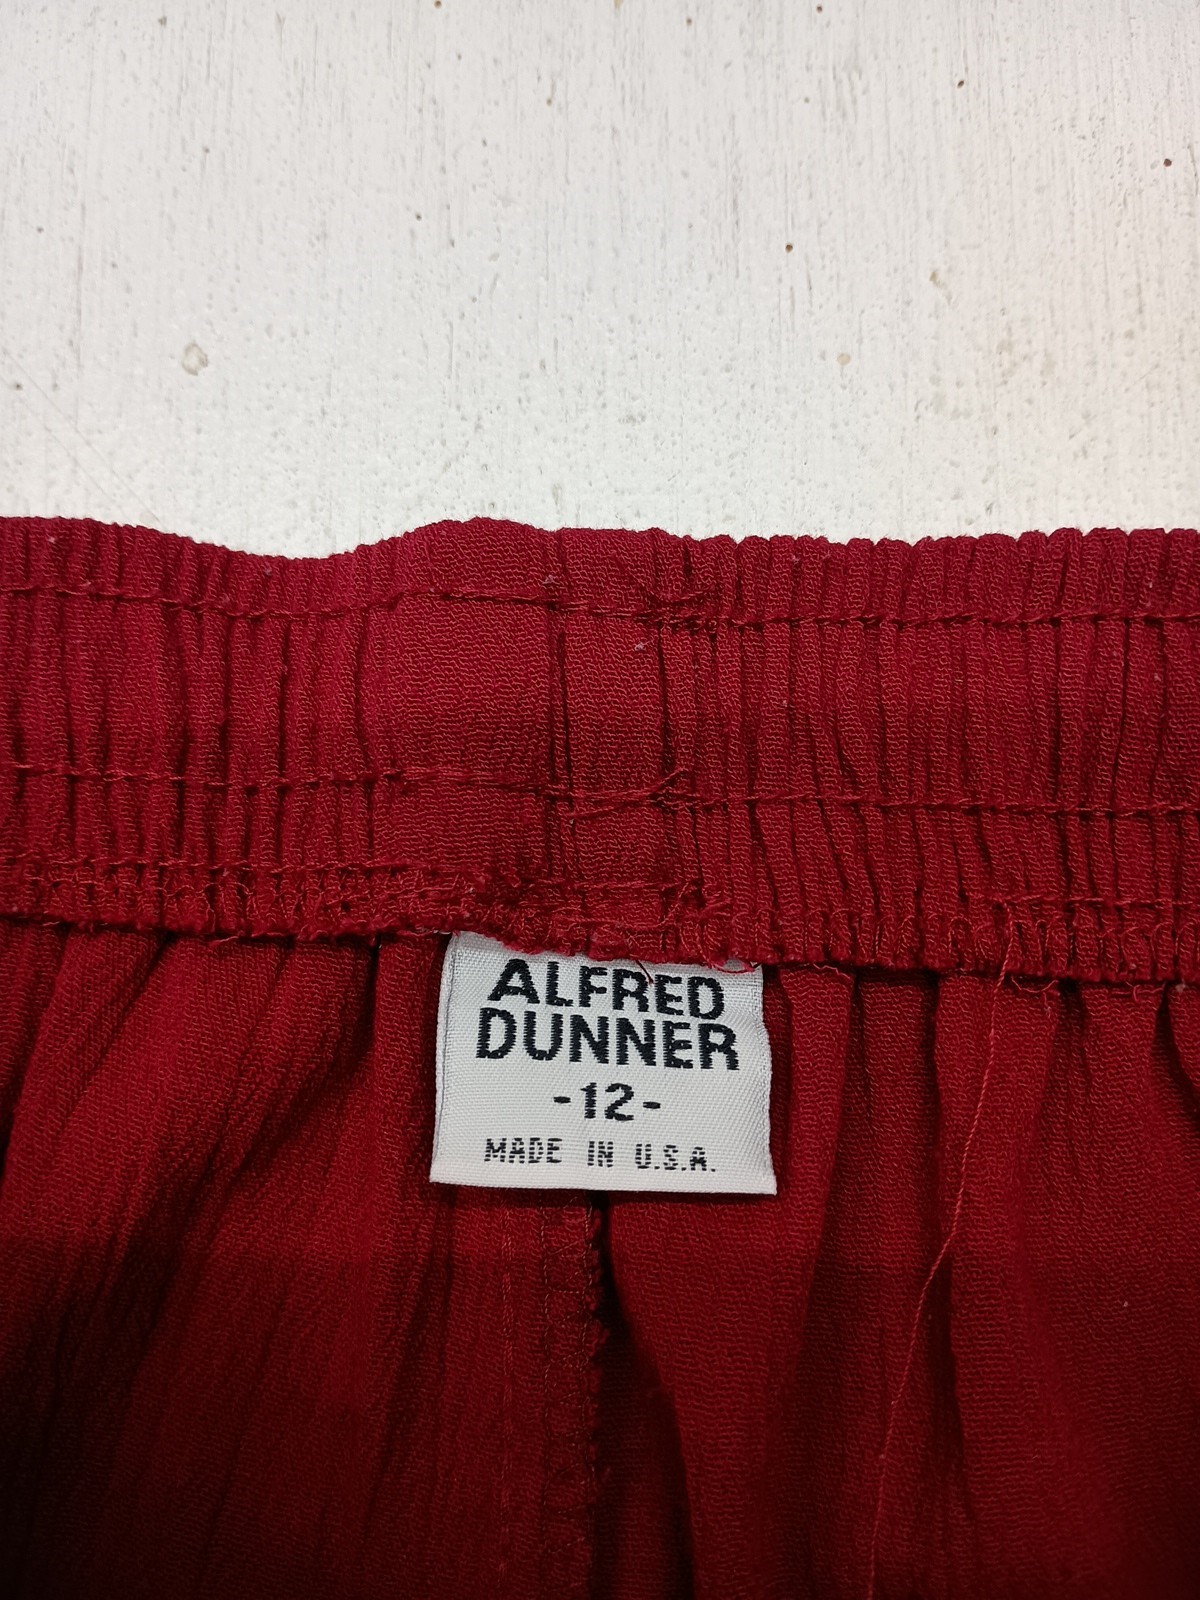 ALFRED
DUNNER
-12-
MADE IN U.S.A.